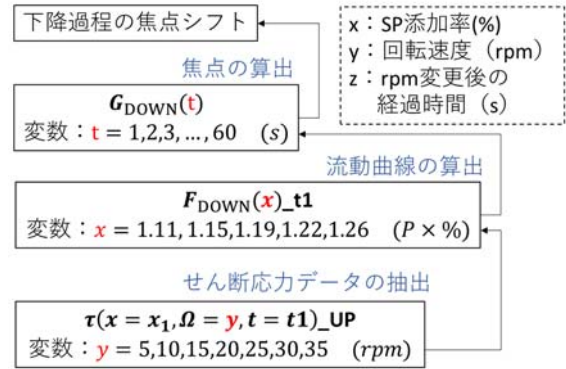 下降過程の焦点シフト
x：SP添加率(%)
y：回転速度（rpm）
z：rpm変更後の
経過時間（s）
焦点の算出
G_DOWN(t)
変数：t = 1,2,3, …, 60 (s)
流動曲線の算出
F_DOWN(x)_t1
変数：x = 1.11, 1.15,1.19,1.22,1.26 (P × %)
せん断応力データの抽出
τ(x = x₁, Ω = y, t = t1)_UP
変数：y = 5,10,15,20,25,30,35 (rpm)